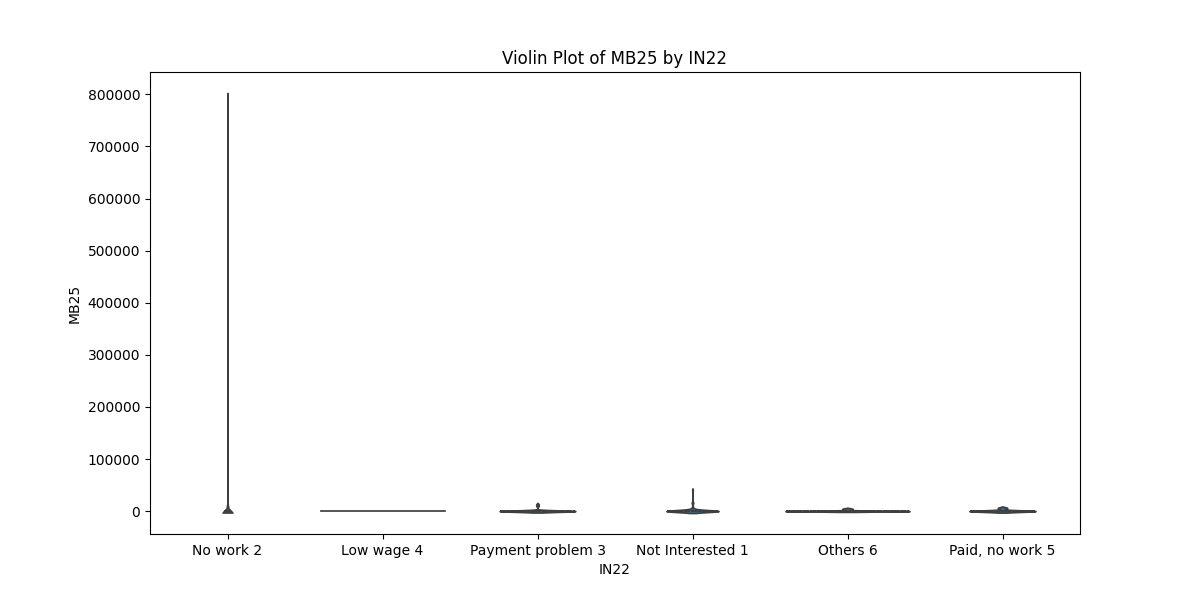 Violin Plot of MB25 by IN22
800000
700000
600000
500000
400000
300000
200000
100000
0
MB25
No work 2 Low wage 4 Payment problem 3 Not Interested 1 Others 6 Paid, no work 5
IN22